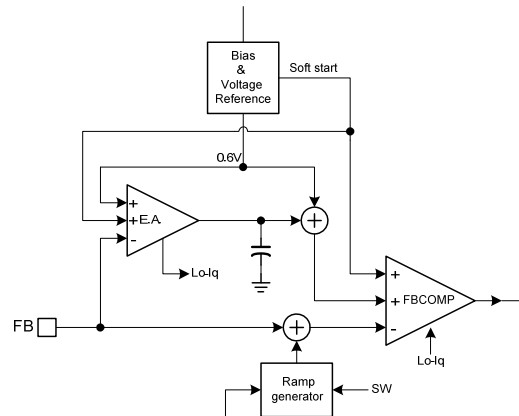 Bias
&
Voltage
Reference
Soft start
0.6V
+
+ E.A.
-
+
Lo-Iq
+
+ FBCOMP
-
FB
+
Lo-Iq
Ramp
generator
SW